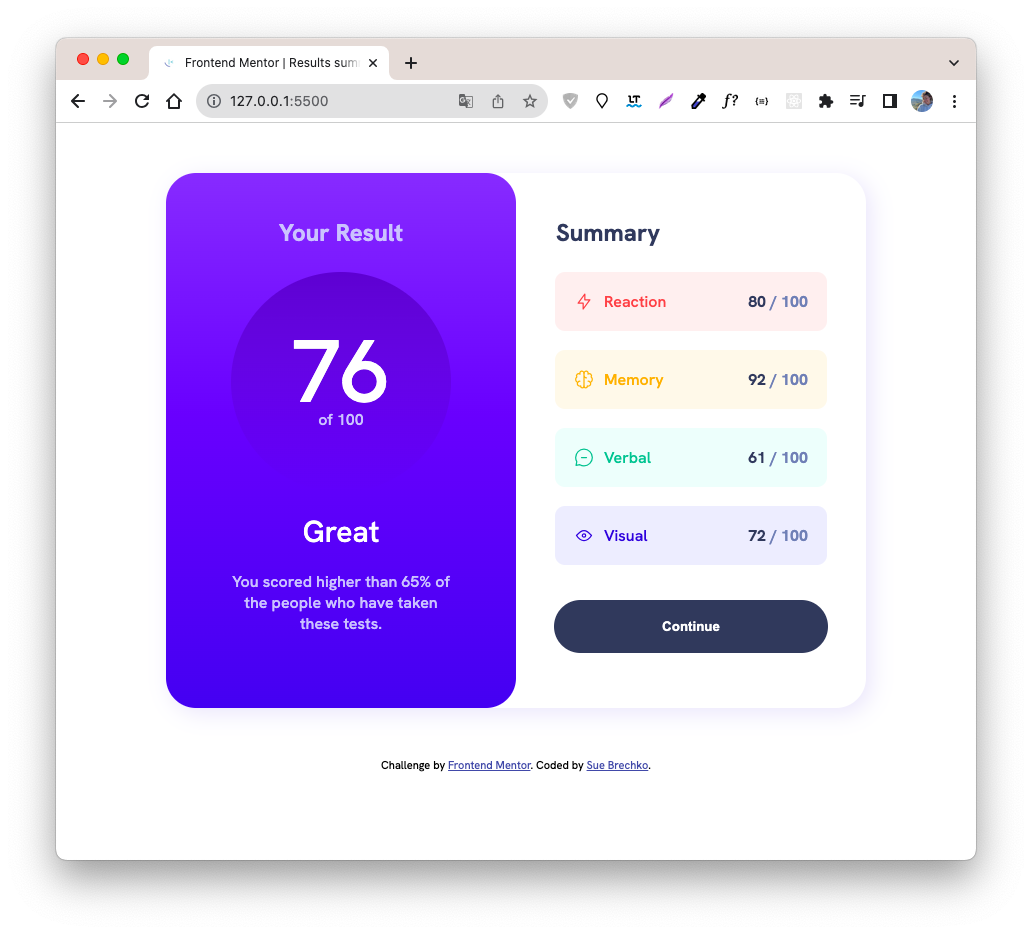 Frontend Mentor | Results sum
127.0.0.1:5500
Your Result
76
of 100
Great
You scored higher than 65% of
the people who have taken
these tests.
Summary
Reaction 80 / 100
Memory 92 / 100
Verbal 61 / 100
Visual 72 / 100
Continue
Challenge by Frontend Mentor. Coded by Sue Brechko.